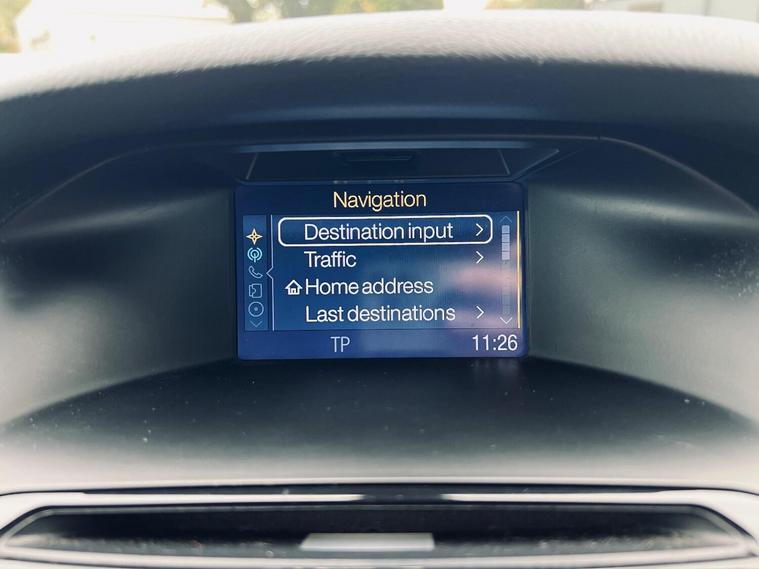 Navigation
Destination input
Traffic
Home address
Last destinations
TP 11:26